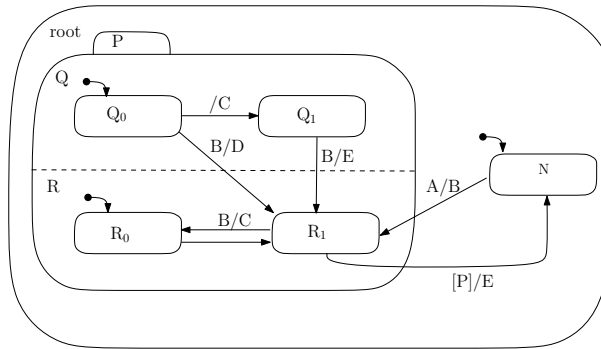 root
P
Q
Q₀
/C
Q₁
B/D
B/E
N
A/B
R
R₀
B/C
R₁
[P]/E